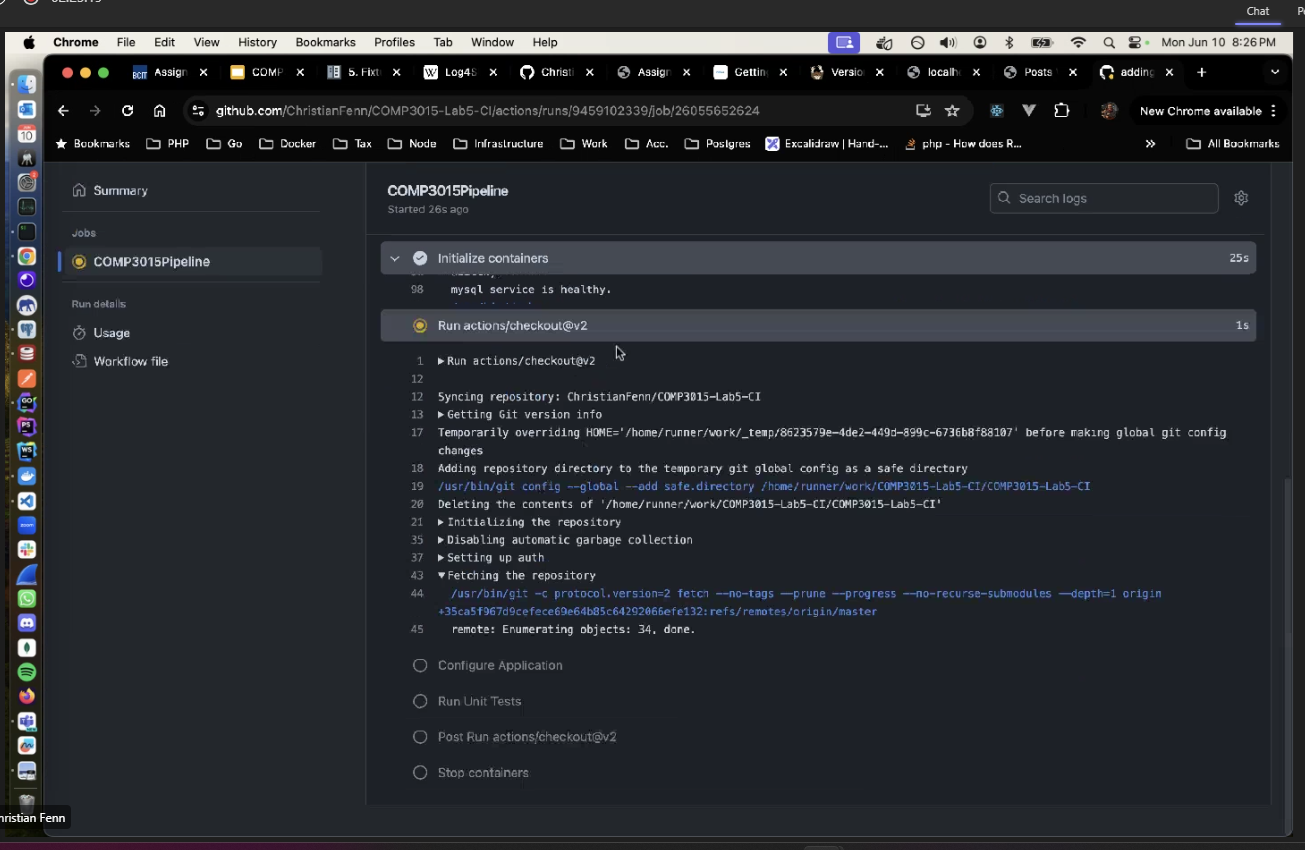 Chat
Chrome File Edit View History Bookmarks Profiles Tab Window Help Mon Jun 10 8:26 PM
BCIT Assign COMP 5. Fixt Log4S Christi Assign Gettin Versio localh Posts adding
github.com/ChristianFenn/COMP3015-Lab5-CI/actions/runs/9459102339/job/26055652624 New Chrome available
Bookmarks PHP Go Docker Tax Node Infrastructure Work Acc. Postgres Excalidraw | Hand-... php - How does R... » All Bookmarks
Summary
Jobs
COMP3015Pipeline
Run details
Usage
Workflow file
COMP3015Pipeline
Started 26s ago
Search logs
Initialize containers 25s
98 mysql service is healthy.
Run actions/checkout@v2 1s
1 Run actions/checkout@v2
12
12 Syncing repository: ChristianFenn/COMP3015-Lab5-CI
13 Getting Git version info
17 Temporarily overriding HOME='/home/runner/work/_temp/8623579e-4de2-449d-899c-6736b8f88107' before making global git config
changes
18 Adding repository directory to the temporary git global config as a safe directory
19 /usr/bin/git config --global --add safe.directory /home/runner/work/COMP3015-Lab5-CI/COMP3015-Lab5-CI
20 Deleting the contents of '/home/runner/work/COMP3015-Lab5-CI/COMP3015-Lab5-CI'
21 Initializing the repository
35 Disabling automatic garbage collection
37 Setting up auth
43 Fetching the repository
44 /usr/bin/git -c protocol.version=2 fetch --no-tags --prune --progress --no-recurse-submodules --depth=1 origin
+35ca5f967d9cefece69e64b85c64292066efe132:refs/remotes/origin/master
45 remote: Enumerating objects: 34, done.
Configure Application
Run Unit Tests
Post Run actions/checkout@v2
Stop containers
hristian Fenn